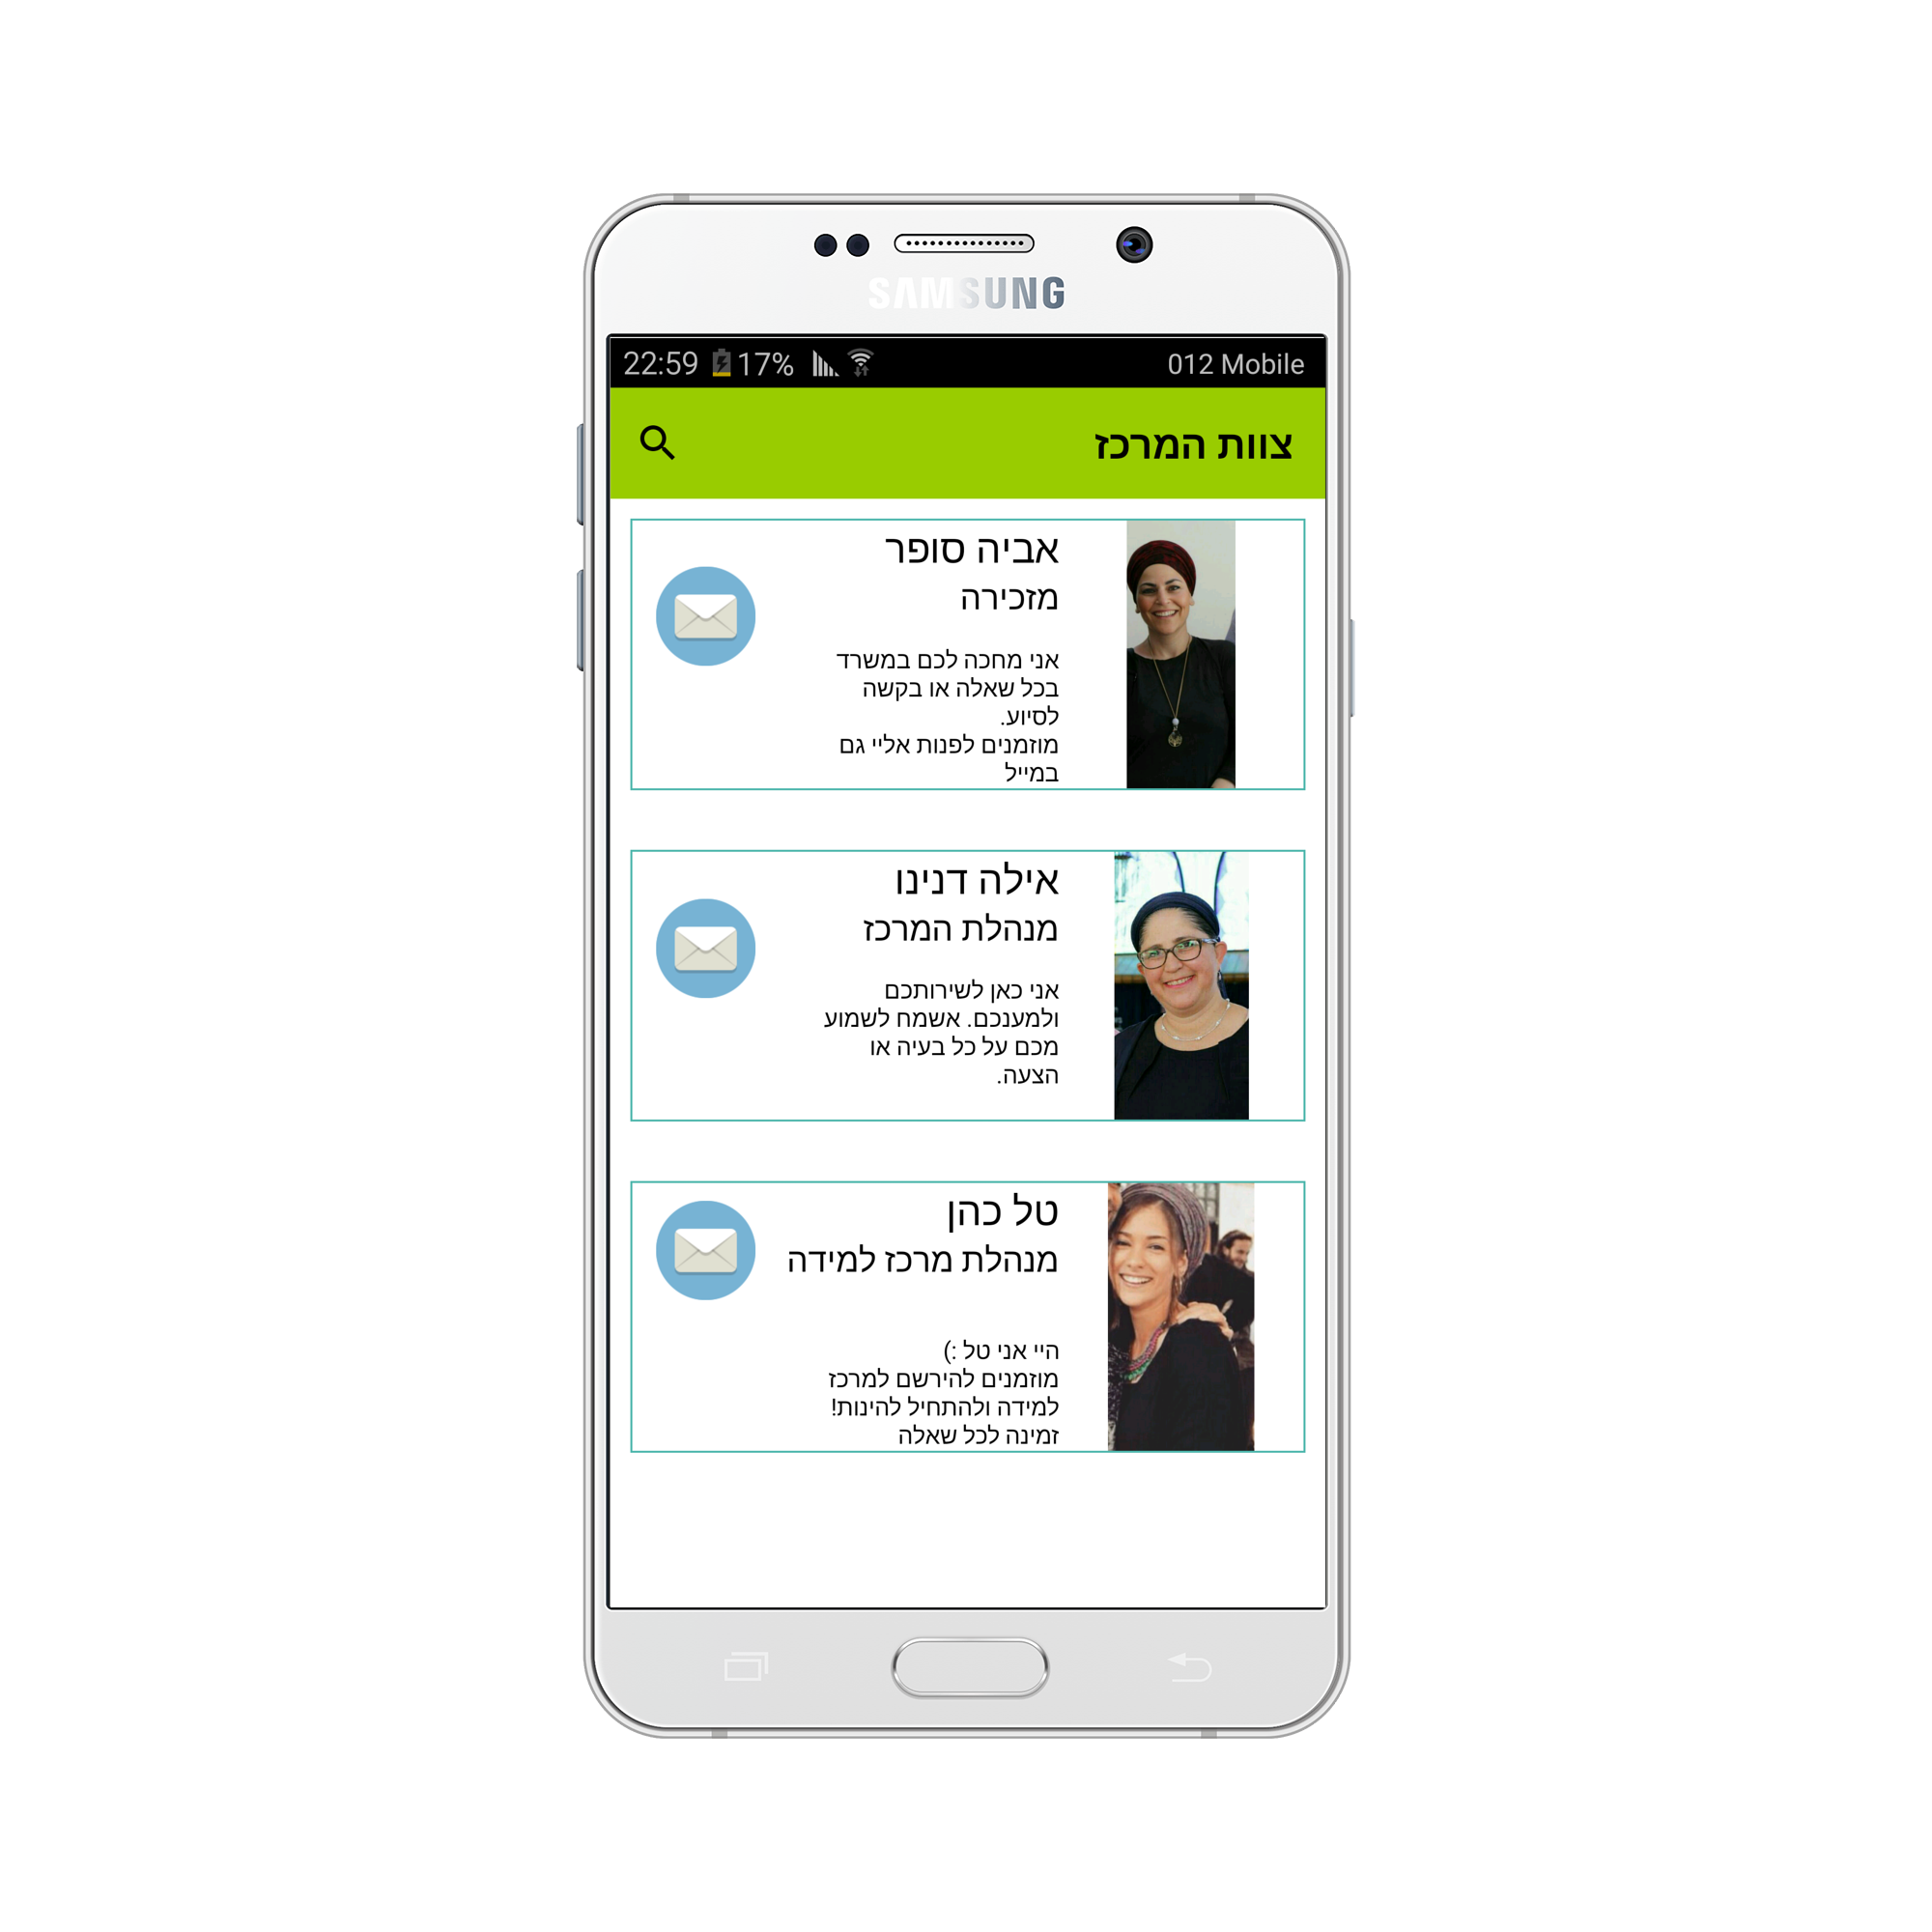 SAMSUNG
22:59 17% 012 Mobile
צוות המרכז
אביה סופר
מזכירה
אני מחכה לכם במשרד
בכל שאלה או בקשה
לסיוע.
מוזמנים לפנות אליי גם
במייל
אילה דנינו
מנהלת המרכז
אני כאן לשירותכם
ולמענכם. אשמח לשמוע
מכם על כל בעיה או
הצעה.
טל כהן
מנהלת מרכז למידה
היי אני טל :)
מוזמנים להירשם למרכז
למידה ולהתחיל להינות!
זמינה לכל שאלה